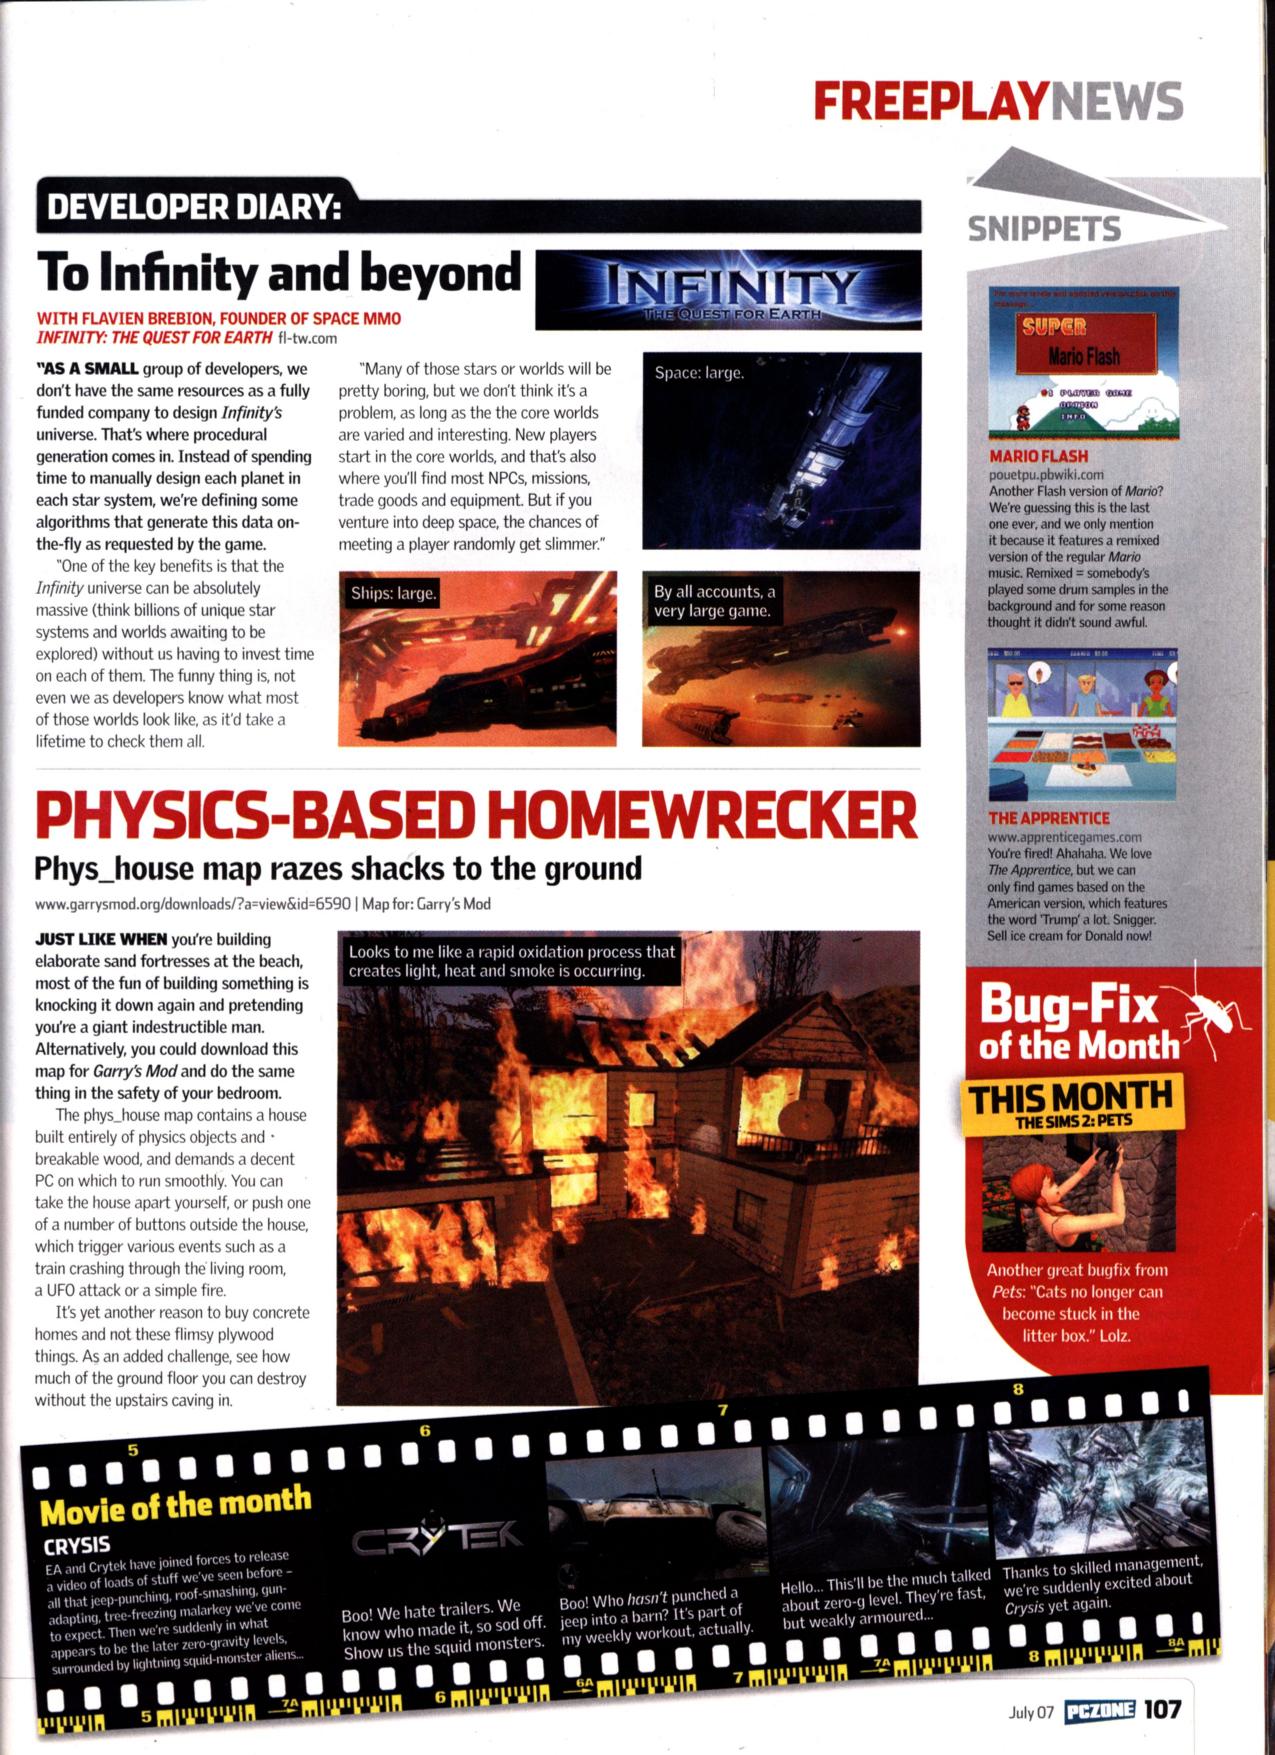 FREEPLAYNEWS
DEVELOPER DIARY:
To Infinity and beyond
INFINITY
THE QUEST FOR EARTH
WITH FLAVIEN BREBION, FOUNDER OF SPACE MMO
INFINITY: THE QUEST FOR EARTH fl-tw.com
"AS A SMALL group of developers, we
don't have the same resources as a fully
funded company to design Infinity's
universe. That's where procedural
generation comes in. Instead of spending
time to manually design each planet in
each star system, we're defining some
algorithms that generate this data on-
the-fly as requested by the game.
"One of the key benefits is that the
Infinity universe can be absolutely
massive (think billions of unique star
systems and worlds awaiting to be
explored) without us having to invest time
on each of them. The funny thing is, not
even we as developers know what most
of those worlds look like, as it'd take a
lifetime to check them all.
"Many of those stars or worlds will be
pretty boring, but we don't think it's a
problem, as long as the the core worlds
are varied and interesting. New players
start in the core worlds, and that's also
where you'll find most NPCs, missions,
trade goods and equipment. But if you
venture into deep space, the chances of
meeting a player randomly get slimmer."
Space: large.
Ships: large.
By all accounts, a
very large game.
PHYSICS-BASED HOMEWRECKER
Phys_house map razes shacks to the ground
www.garrysmod.org/downloads/?a=view&id=6590 | Map for: Garry's Mod
JUST LIKE WHEN you're building
elaborate sand fortresses at the beach,
most of the fun of building something is
knocking it down again and pretending
you're a giant indestructible man.
Alternatively, you could download this
map for Garry's Mod and do the same
thing in the safety of your bedroom.
The phys_house map contains a house
built entirely of physics objects and
breakable wood, and demands a decent
PC on which to run smoothly. You can
take the house apart yourself, or push one
of a number of buttons outside the house,
which trigger various events such as a
train crashing through the living room,
a UFO attack or a simple fire.
It's yet another reason to buy concrete
homes and not these flimsy plywood
things. As an added challenge, see how
much of the ground floor you can destroy
without the upstairs caving in.
Looks to me like a rapid oxidation process that
creates light, heat and smoke is occurring.
SNIPPETS
SUPER
Mario Flash
1 PLAYER GAME
OPTION
INFO
MARIO FLASH
pouetpu.pbwiki.com
Another Flash version of Mario?
We're guessing this is the last
one ever, and we only mention
it because it features a remixed
version of the regular Mario
music. Remixed = somebody's
played some drum samples in the
background and for some reason
thought it didn't sound awful.
THE APPRENTICE
www.apprenticegames.com
You're fired! Ahahaha. We love
The Apprentice, but we can
only find games based on the
American version, which features
the word 'Trump' a lot. Snigger.
Sell ice cream for Donald now!
Bug-Fix
of the Month
THIS MONTH
THE SIMS 2: PETS
Another great bugfix from
Pets: "Cats no longer can
become stuck in the
litter box." Lolz.
5
6
7
8
Movie of the month
CRYSIS
EA and Crytek have joined forces to release
a video of loads of stuff we've seen before –
all that jeep-punching, roof-smashing, gun-
adapting, tree-freezing malarkey we've come
to expect. Then we're suddenly in what
appears to be the later zero-gravity levels,
surrounded by lightning squid-monster aliens...
CRYTEK
Boo! We hate trailers. We
know who made it, so sod off.
Show us the squid monsters.
Boo! Who hasn't punched a
jeep into a barn? It's part of
my weekly workout, actually.
Hello... This'll be the much talked
about zero-g level. They're fast,
but weakly armoured...
Thanks to skilled management,
we're suddenly excited about
Crysis yet again.
5
7A
6
6A
7
7A
8
8A
July 07 PCZONE 107